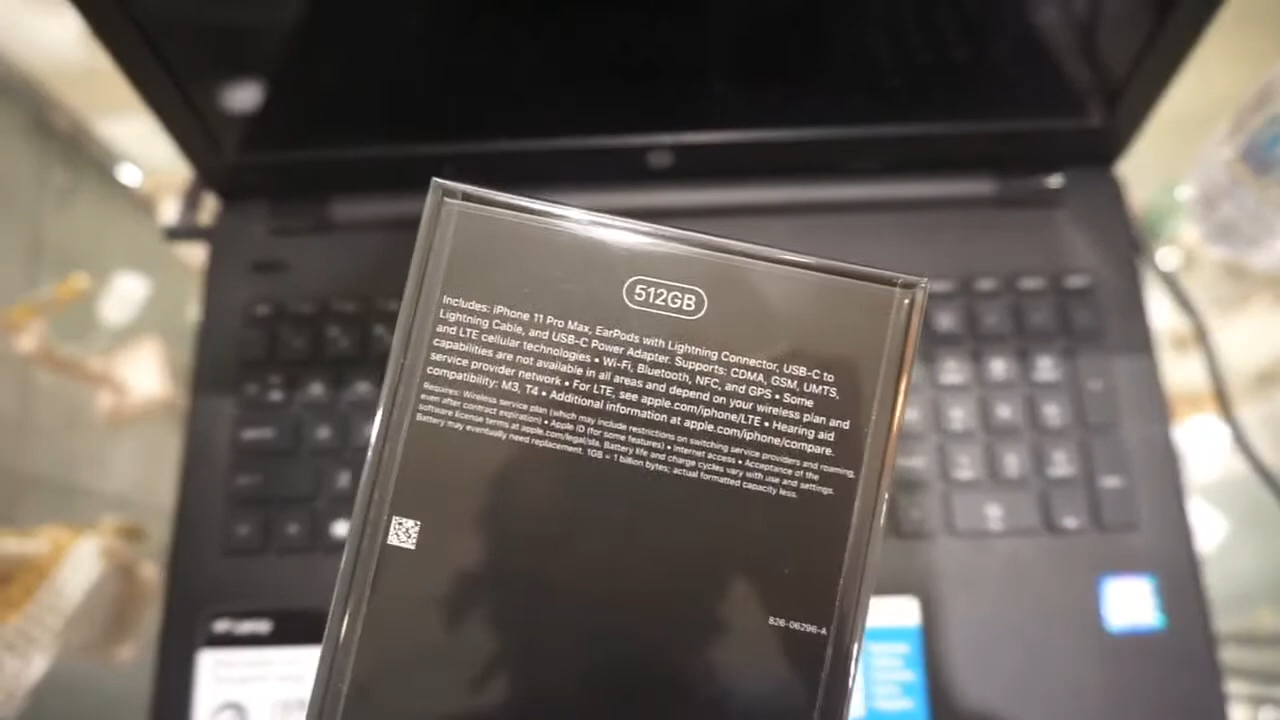 512GB
Includes: iPhone 11 Pro Max, EarPods with Lightning Connector, USB-C to
Lightning Cable, and USB-C Power Adapter. Supports: CDMA, GSM, UMTS,
and LTE cellular technologies • Wi-Fi, Bluetooth, NFC, and GPS • Some
capabilities are not available in all areas and depend on your wireless plan and
service provider network • For LTE, see apple.com/iphone/LTE • Hearing aid
compatibility: M3, T4 • Additional information at apple.com/iphone/compare.
Requires: Wireless service plan (which may include restrictions on switching service providers and roaming,
even after contract expiration) • Apple ID (for some features) • Internet access • Acceptance of the
software license terms at apple.com/legal/sla. Battery life and charge cycles vary with use and settings.
Battery may eventually need replacement. 1GB = 1 billion bytes; actual formatted capacity less.
826-06296-A